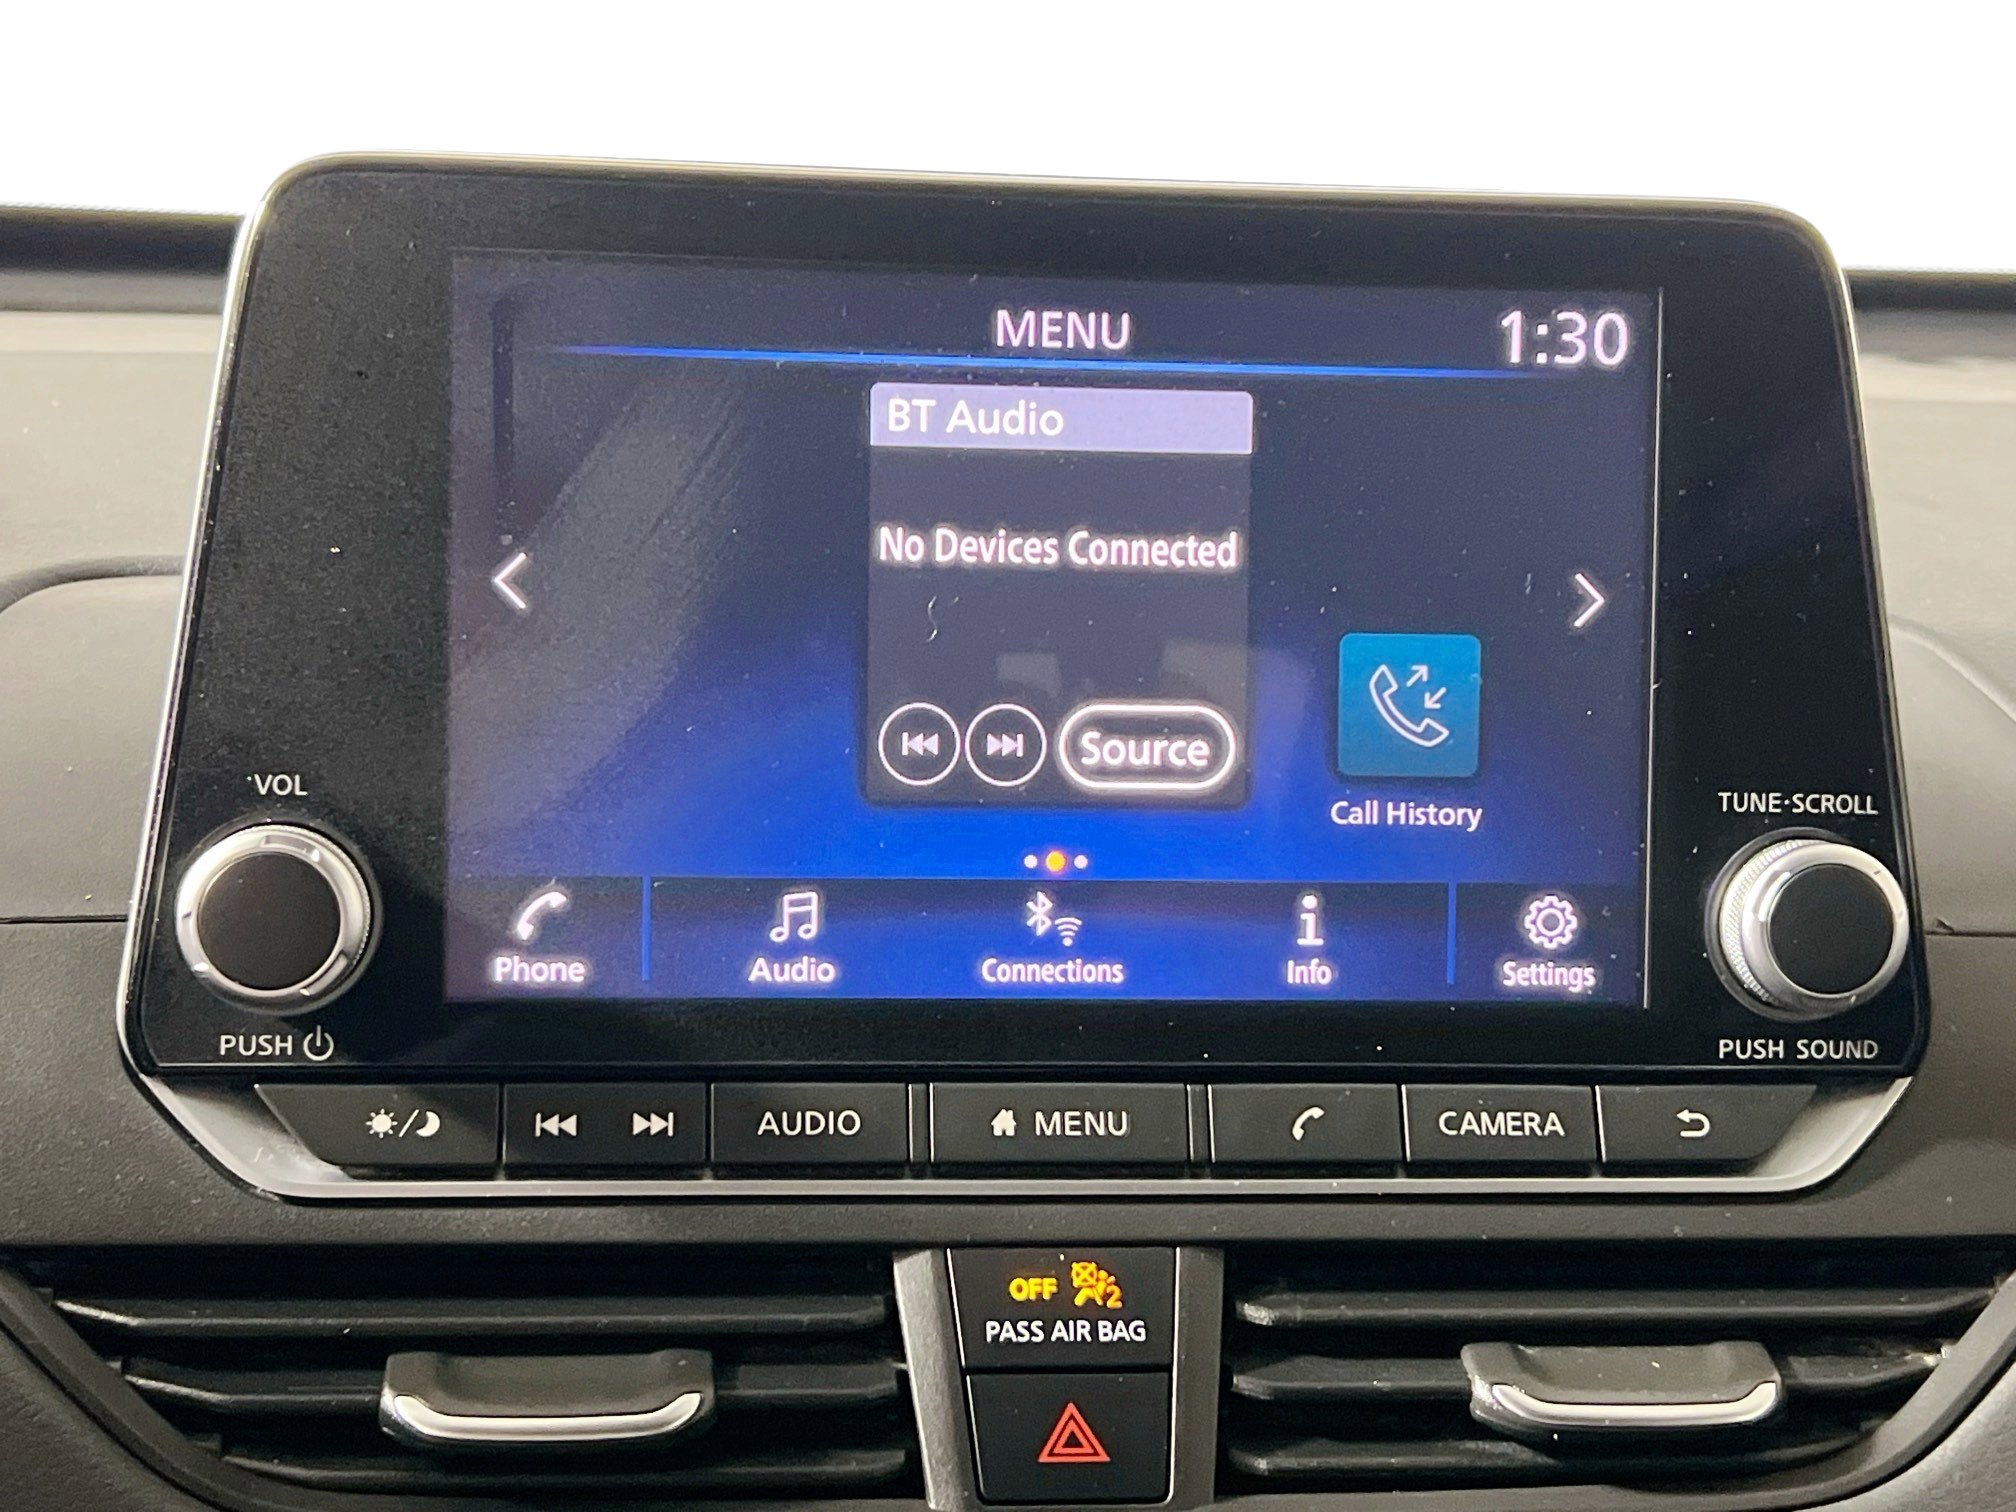 MENU
1:30
BT Audio
No Devices Connected
Source
Call History
VOL
TUNE·SCROLL
Phone
Audio
Connections
Info
Settings
PUSH
PUSH SOUND
AUDIO
MENU
CAMERA
OFF
2
PASS AIR BAG